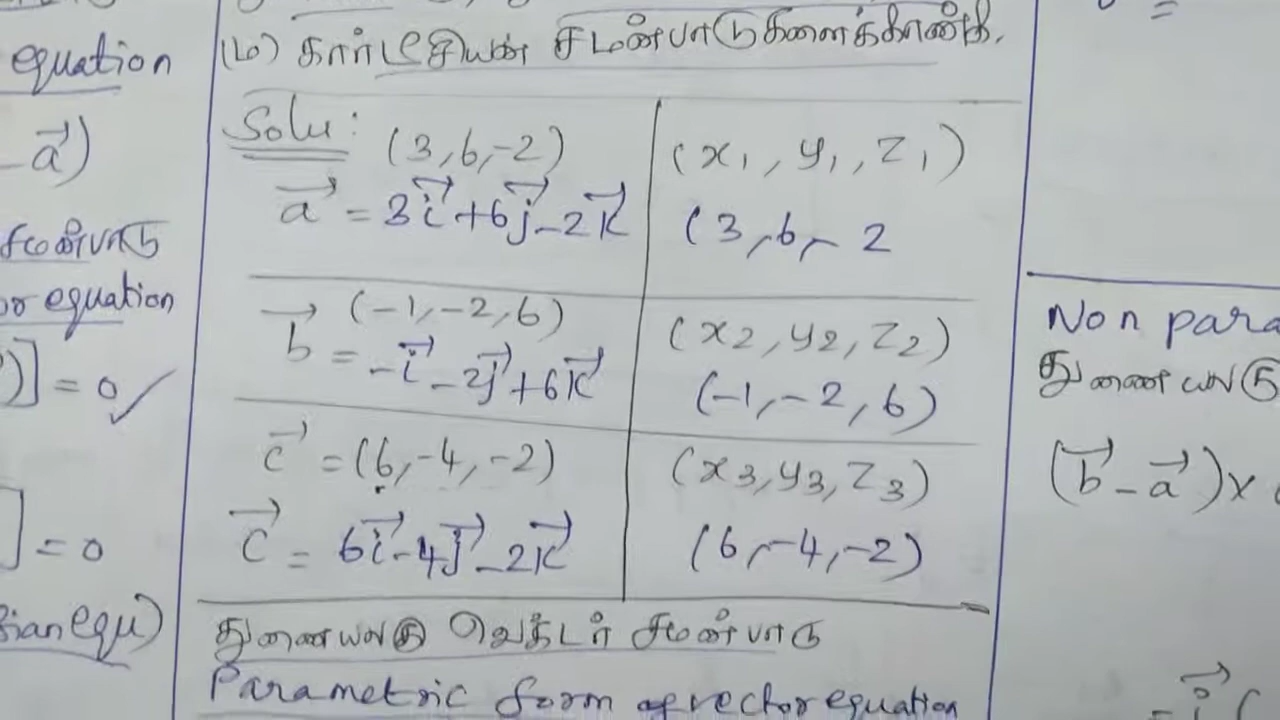 equation
_a⃗)
சமன்பாடு
or equation
)] = 0 ✓
] = 0
sian equ)
(ம) கார்டீசியன் சமன்பாடுகளைக்காண்க.
Solu: (3,6,-2)
a⃗ = 3i⃗+6j⃗-2k⃗
(x₁, y₁, z₁)
(3, 6, - 2
(-1,-2,6)
b⃗ = -i⃗-2j⃗+6k⃗
(x2, y2, z2)
(-1,-2,6)
c⃗ = (6,-4,-2)
c⃗ = 6i⃗-4j⃗-2k⃗
(x3, y3, z3)
(6,-4,-2)
துணையலகு வெக்டர் சமன்பாடு
Parametric form of vector equation
=
Non para
துணையலகு
(b⃗-a⃗)×
-i⃗(